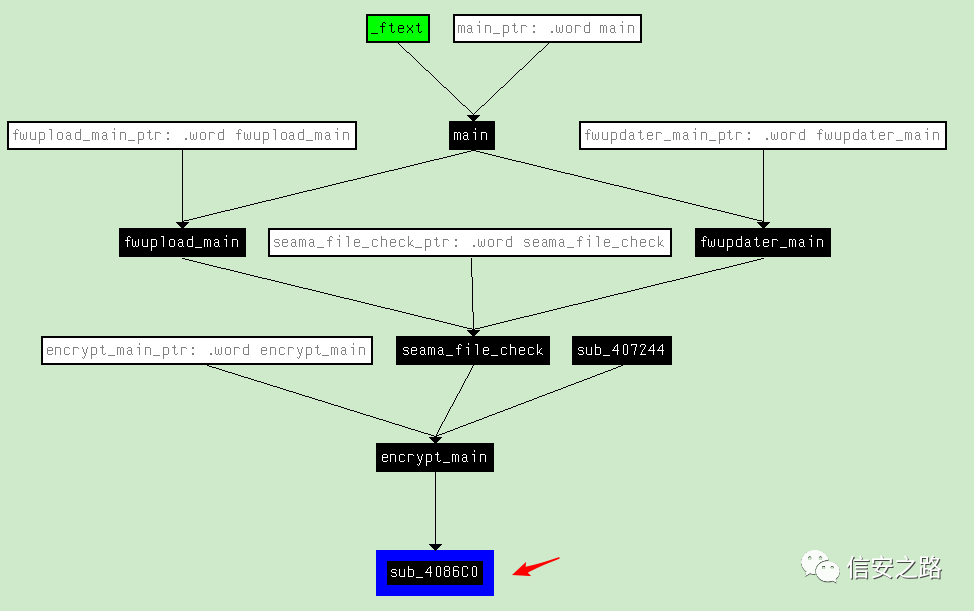 _ftext
main_ptr: .word main
fwupload_main_ptr: .word fwupload_main
main
fwupdater_main_ptr: .word fwupdater_main
fwupload_main
seama_file_check_ptr: .word seama_file_check
fwupdater_main
encrypt_main_ptr: .word encrypt_main
seama_file_check
sub_407244
encrypt_main
sub_4086C0
信安之路